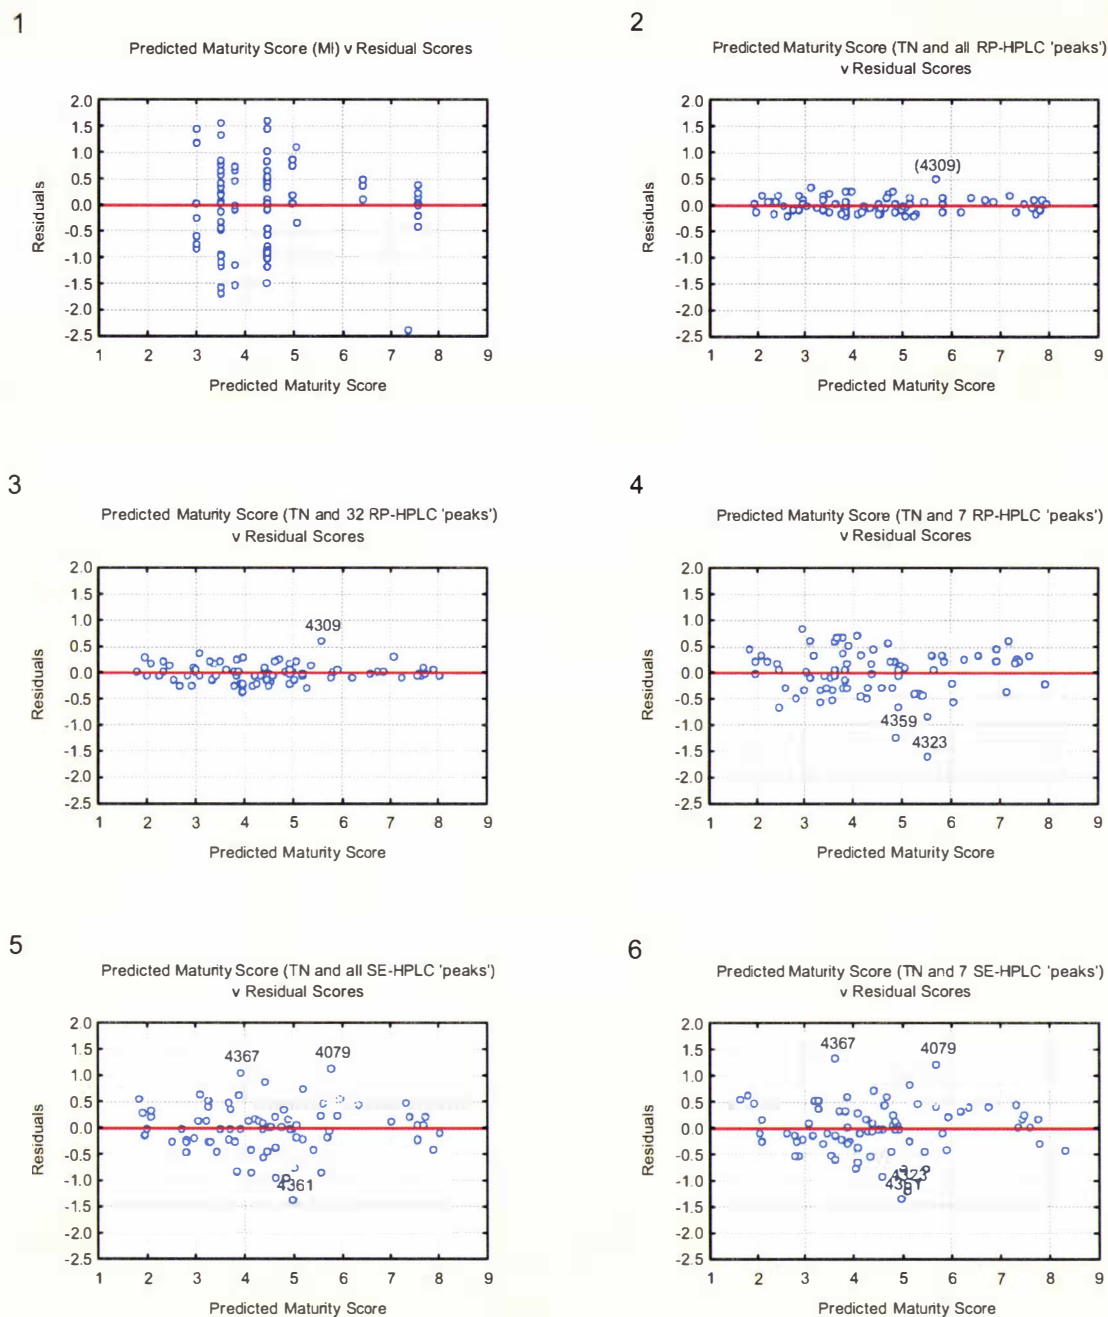 1
Predicted Maturity Score (MI) v Residual Scores
2.0
1.5
1.0
0.5
0.0
-0.5
-1.0
-1.5
-2.0
-2.5
Residuals
1 2 3 4 5 6 7 8 9
Predicted Maturity Score
2
Predicted Maturity Score (TN and all RP-HPLC 'peaks')
v Residual Scores
2.0
1.5
1.0
0.5
0.0
-0.5
-1.0
-1.5
-2.0
-2.5
Residuals
(4309)
1 2 3 4 5 6 7 8 9
Predicted Maturity Score
3
Predicted Maturity Score (TN and 32 RP-HPLC 'peaks')
v Residual Scores
2.0
1.5
1.0
0.5
0.0
-0.5
-1.0
-1.5
-2.0
-2.5
Residuals
4309
1 2 3 4 5 6 7 8 9
Predicted Maturity Score
4
Predicted Maturity Score (TN and 7 RP-HPLC 'peaks')
v Residual Scores
2.0
1.5
1.0
0.5
0.0
-0.5
-1.0
-1.5
-2.0
-2.5
Residuals
4359
4323
1 2 3 4 5 6 7 8 9
Predicted Maturity Score
5
Predicted Maturity Score (TN and all SE-HPLC 'peaks')
v Residual Scores
2.0
1.5
1.0
0.5
0.0
-0.5
-1.0
-1.5
-2.0
-2.5
Residuals
4367
4079
4361
1 2 3 4 5 6 7 8 9
Predicted Maturity Score
6
Predicted Maturity Score (TN and 7 SE-HPLC 'peaks')
v Residual Scores
2.0
1.5
1.0
0.5
0.0
-0.5
-1.0
-1.5
-2.0
-2.5
Residuals
4367
4079
4323
4361
1 2 3 4 5 6 7 8 9
Predicted Maturity Score